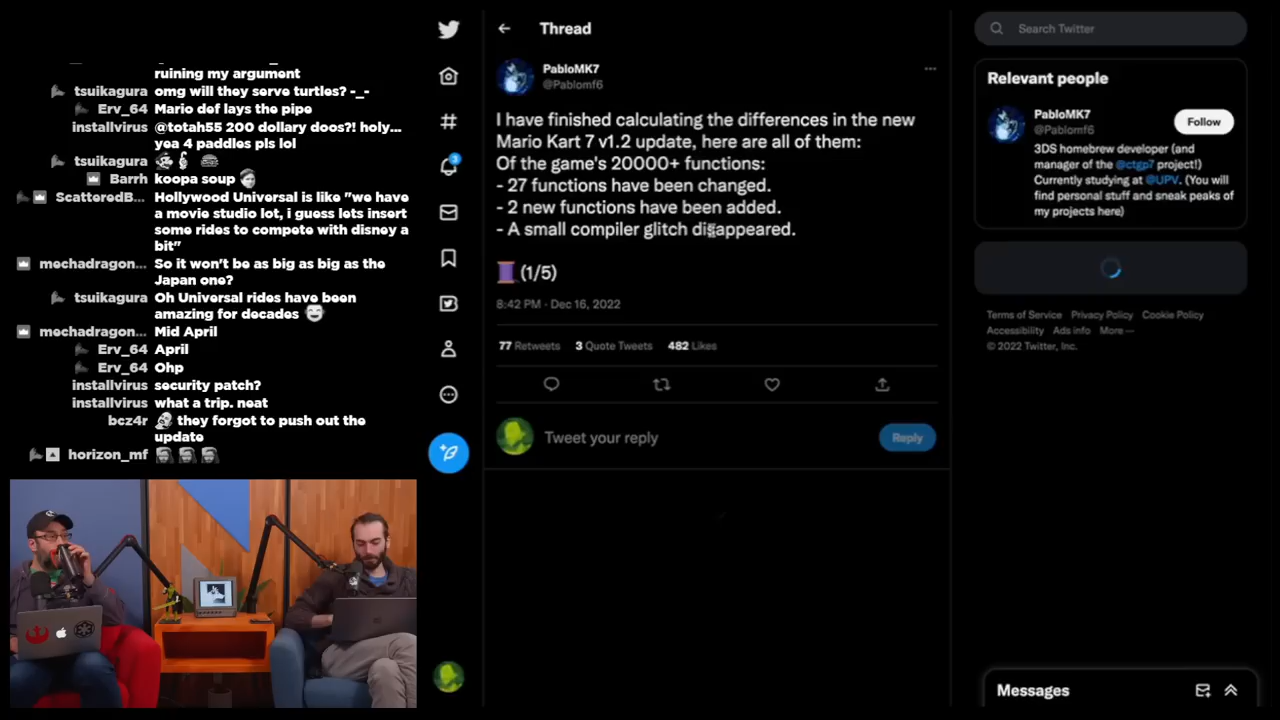 ruining my argument
tsuikagura omg will they serve turtles? -_-
Erv_64 Mario def lays the pipe
installvirus @totah55 200 dollary doos?! holy...
yea 4 paddles pls lol
tsuikagura
Barrh koopa soup
ScatteredB... Hollywood Universal is like "we have
a movie studio lot, i guess lets insert
some rides to compete with disney a
bit"
mechadragon... So it won't be as big as big as the
Japan one?
tsuikagura Oh Universal rides have been
amazing for decades
mechadragon... Mid April
Erv_64 April
Erv_64 Ohp
installvirus security patch?
installvirus what a trip. neat
bcz4r they forgot to push out the
update
horizon_mf
3
Thread
PabloMK7
@Pablomf6
I have finished calculating the differences in the new
Mario Kart 7 v1.2 update, here are all of them:
Of the game's 20000+ functions:
- 27 functions have been changed.
- 2 new functions have been added.
- A small compiler glitch disappeared.
(1/5)
8:42 PM · Dec 16, 2022
77 Retweets 3 Quote Tweets 482 Likes
Tweet your reply
Reply
Search Twitter
Relevant people
PabloMK7
@Pablomf6
Follow
3DS homebrew developer (and
manager of the @ctgp7 project!)
Currently studying at @UPV. (You will
find personal stuff and sneak peaks of
my projects here)
Terms of Service Privacy Policy Cookie Policy
Accessibility Ads info More
© 2022 Twitter, Inc.
Messages